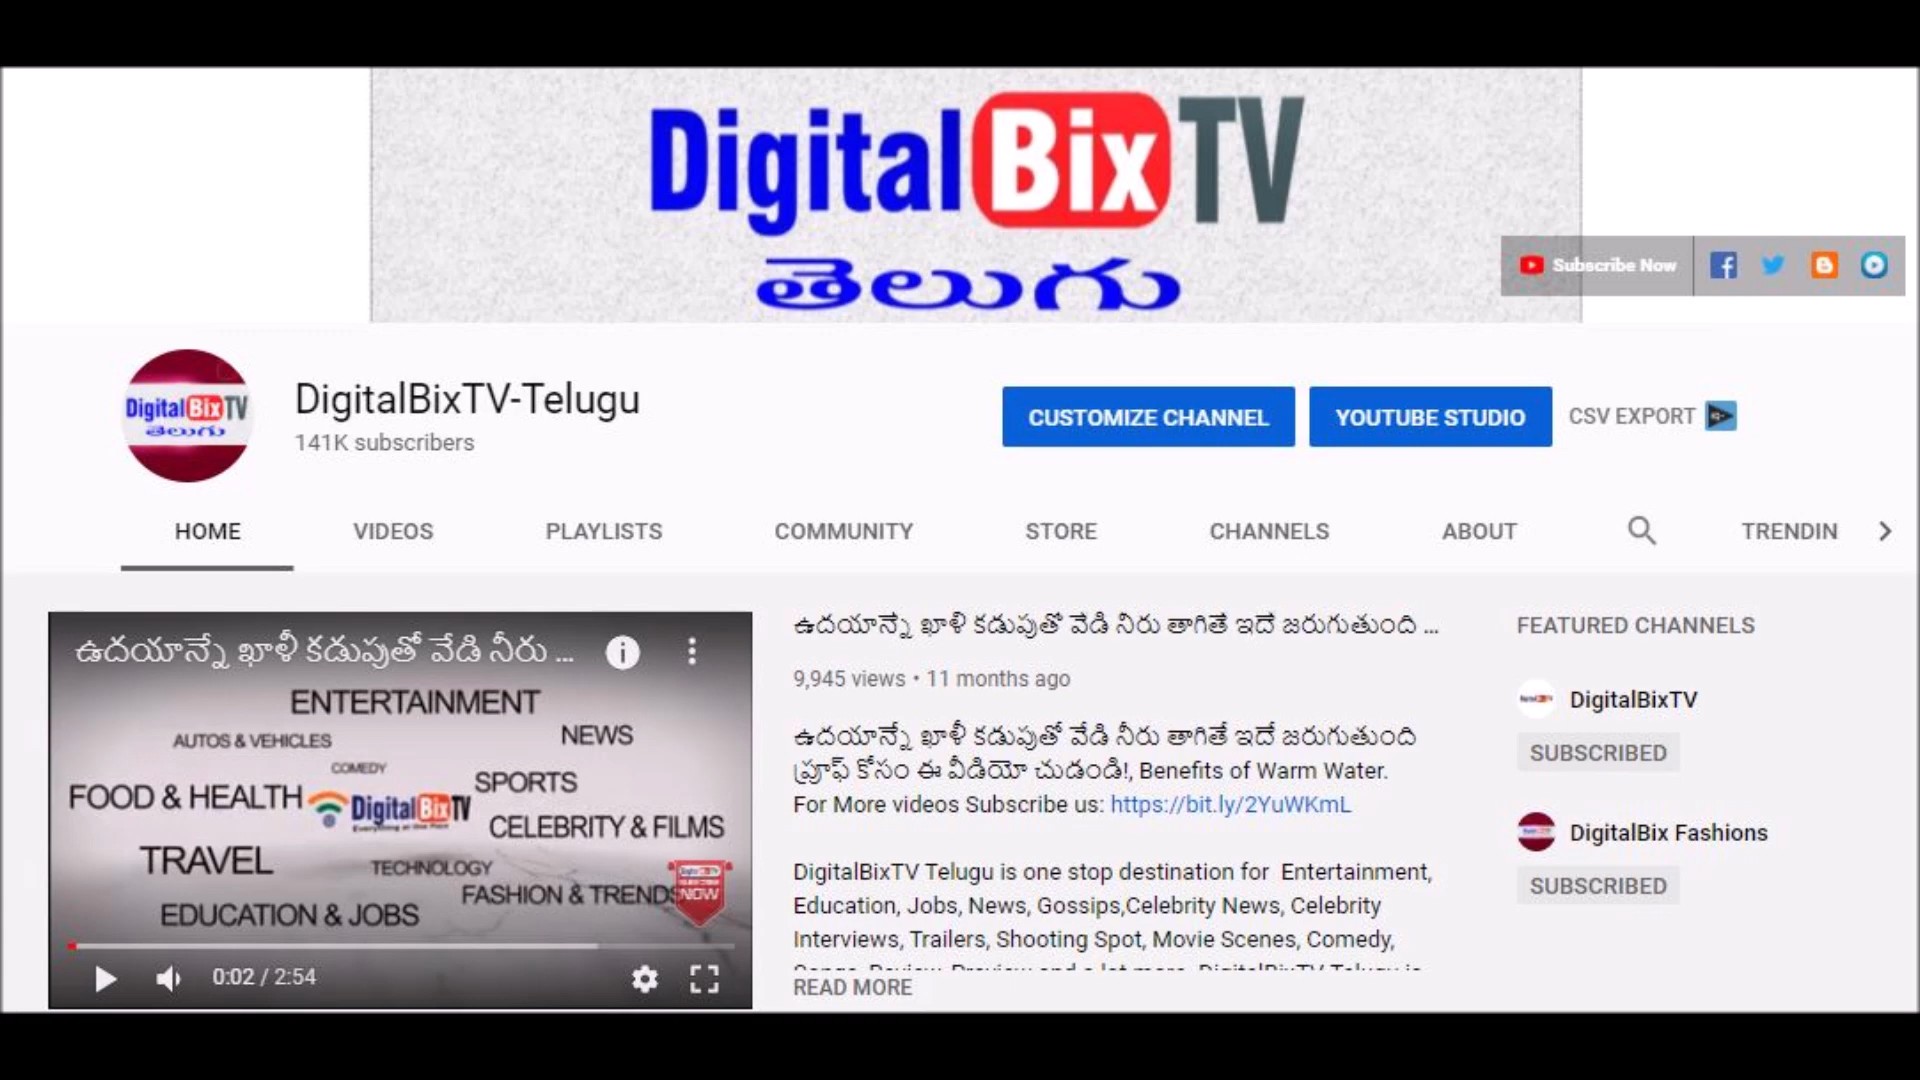 DigitalBixTV
తెలుగు
Subscribe Now
DigitalBixTV
తెలుగు
DigitalBixTV-Telugu
141K subscribers
CUSTOMIZE CHANNEL
YOUTUBE STUDIO
CSV EXPORT
HOME
VIDEOS
PLAYLISTS
COMMUNITY
STORE
CHANNELS
ABOUT
TRENDIN
ఉదయాన్నే ఖాళీ కడుపుతో వేడి నీరు ...
ENTERTAINMENT
AUTOS & VEHICLES
NEWS
COMEDY
SPORTS
FOOD & HEALTH
DigitalBixTV
CELEBRITY & FILMS
TRAVEL
TECHNOLOGY
FASHION & TRENDS
NOW
EDUCATION & JOBS
0:02 / 2:54
ఉదయాన్నే ఖాళీ కడుపుతో వేడి నీరు తాగితే ఇదే జరుగుతుంది ...
9,945 views • 11 months ago
ఉదయాన్నే ఖాళీ కడుపుతో వేడి నీరు తాగితే ఇదే జరుగుతుంది
ప్రూఫ్ కోసం ఈ వీడియో చుడండి!, Benefits of Warm Water.
For More videos Subscribe us: https://bit.ly/2YuWKmL
DigitalBixTV Telugu is one stop destination for Entertainment,
Education, Jobs, News, Gossips,Celebrity News, Celebrity
Interviews, Trailers, Shooting Spot, Movie Scenes, Comedy,
READ MORE
FEATURED CHANNELS
DigitalBixTV
SUBSCRIBED
DigitalBix Fashions
SUBSCRIBED